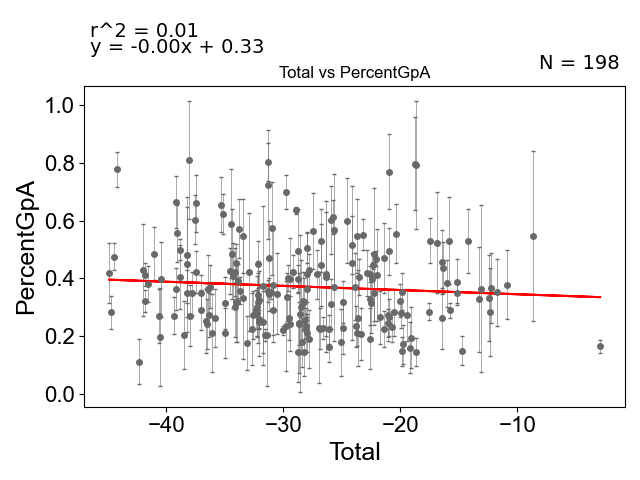 r^2 = 0.01
y = -0.00x + 0.33
N = 198
Total vs PercentGpA
PercentGpA
1.0
0.8
0.6
0.4
0.2
0.0
−40
−30
−20
−10
Total